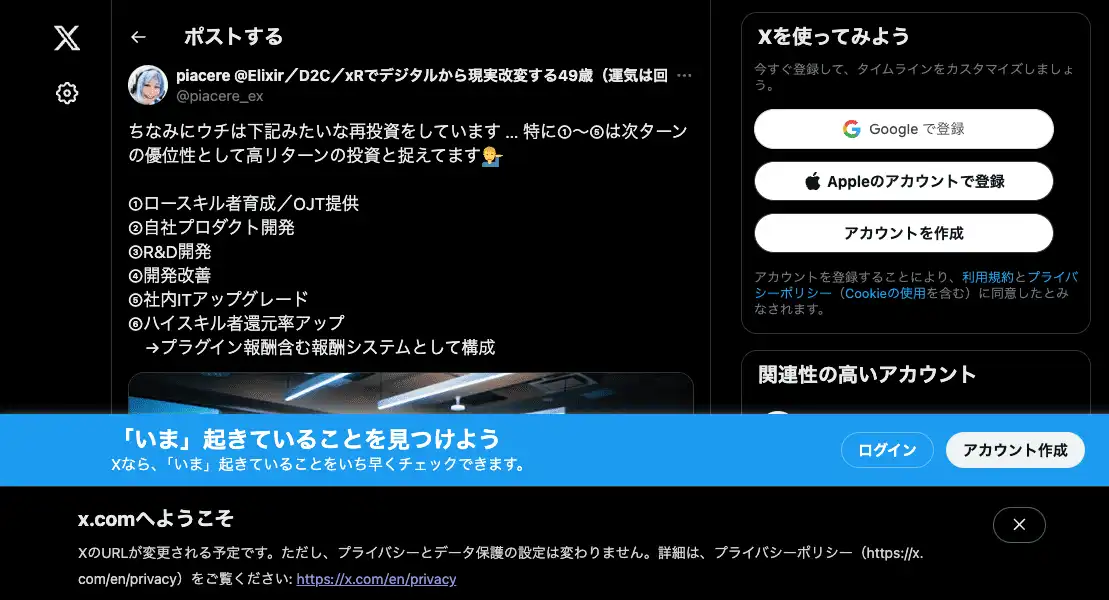 ポストする
piacere @Elixir／D2C／xRでデジタルから現実改変する49歳（運気は回
@piacere_ex
ちなみにウチは下記みたいな再投資をしています ... 特に①〜⑤は次ターン
の優位性として高リターンの投資と捉えてます💁‍♂️
①ロースキル者育成／OJT提供
②自社プロダクト開発
③R&D開発
④開発改善
⑤社内ITアップグレード
⑥ハイスキル者還元率アップ
→プラグイン報酬含む報酬システムとして構成
Xを使ってみよう
今すぐ登録して、タイムラインをカスタマイズしましょ
う。
Google で登録
Appleのアカウントで登録
アカウントを作成
アカウントを登録することにより、利用規約とプライバ
シーポリシー（Cookieの使用を含む）に同意したとみ
なされます。
関連性の高いアカウント
「いま」起きていることを見つけよう
Xなら、「いま」起きていることをいち早くチェックできます。
ログイン
アカウント作成
x.comへようこそ
XのURLが変更される予定です。ただし、プライバシーとデータ保護の設定は変わりません。詳細は、プライバシーポリシー（https://x.
com/en/privacy）をご覧ください: https://x.com/en/privacy